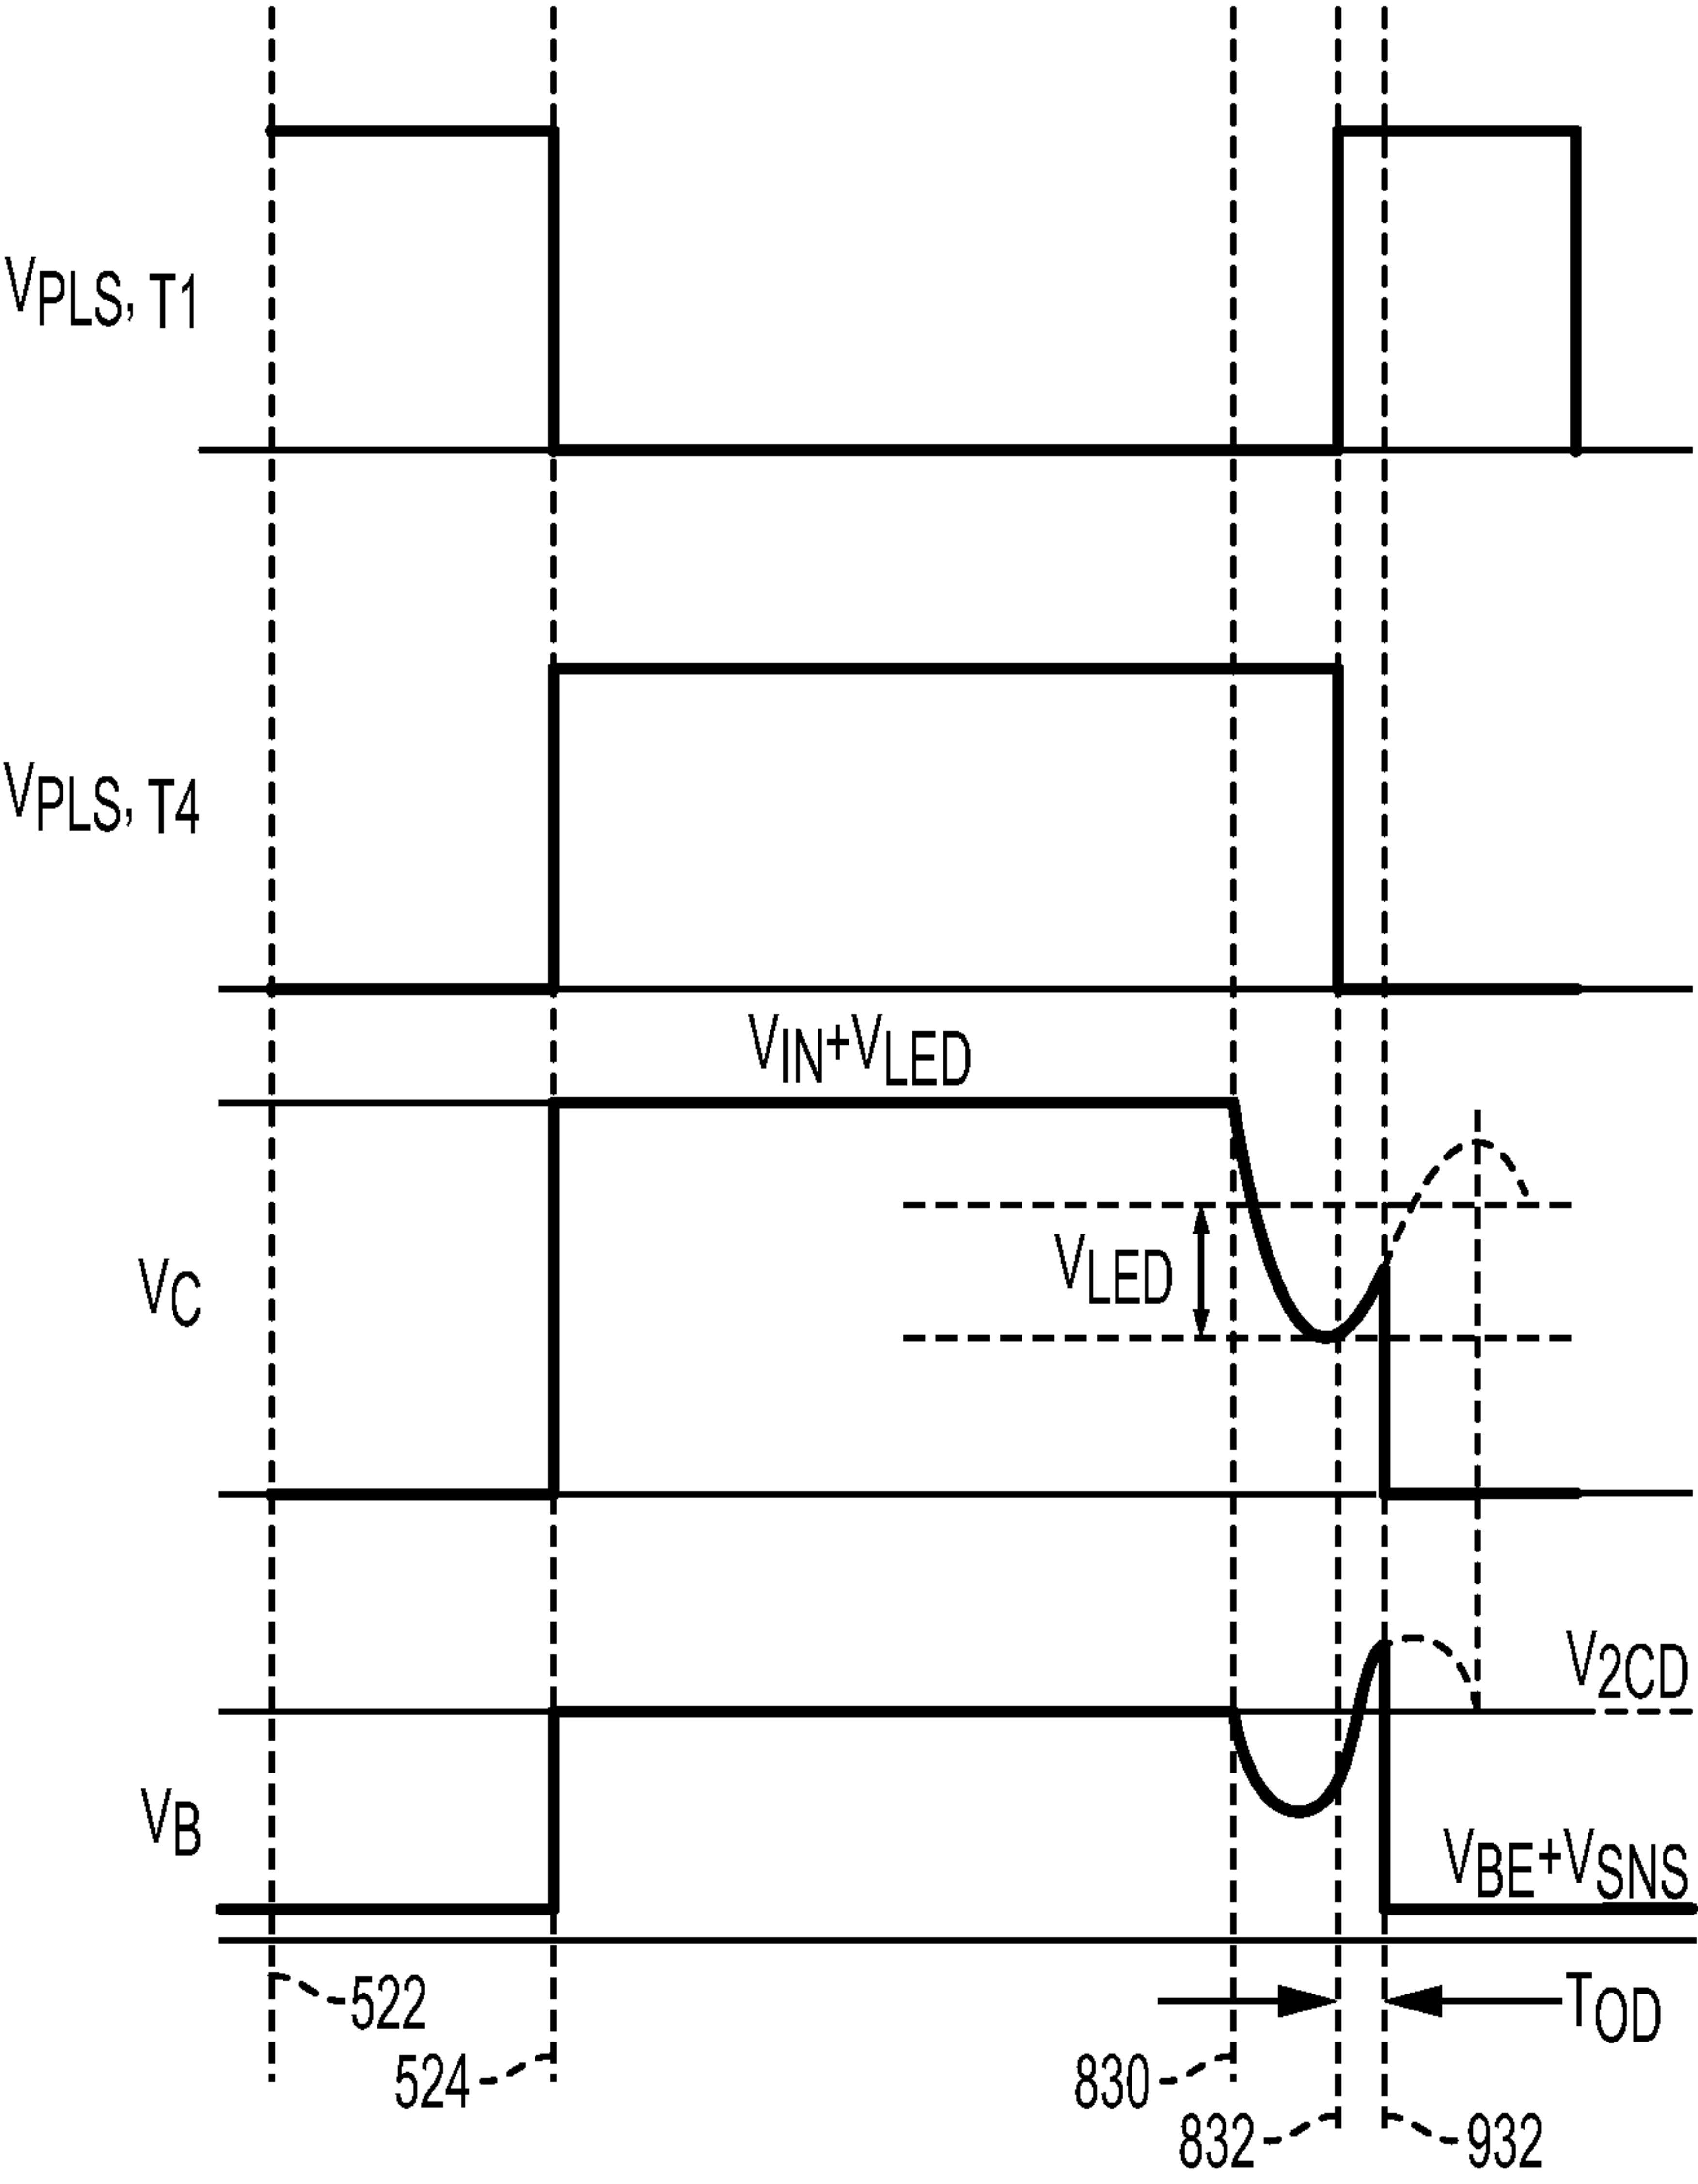 VPLS, T1
VPLS, T4
VIN+VLED
VLED
VC
V2CD
VB
VBE+VSNS
522
TOD
524
830
832
932